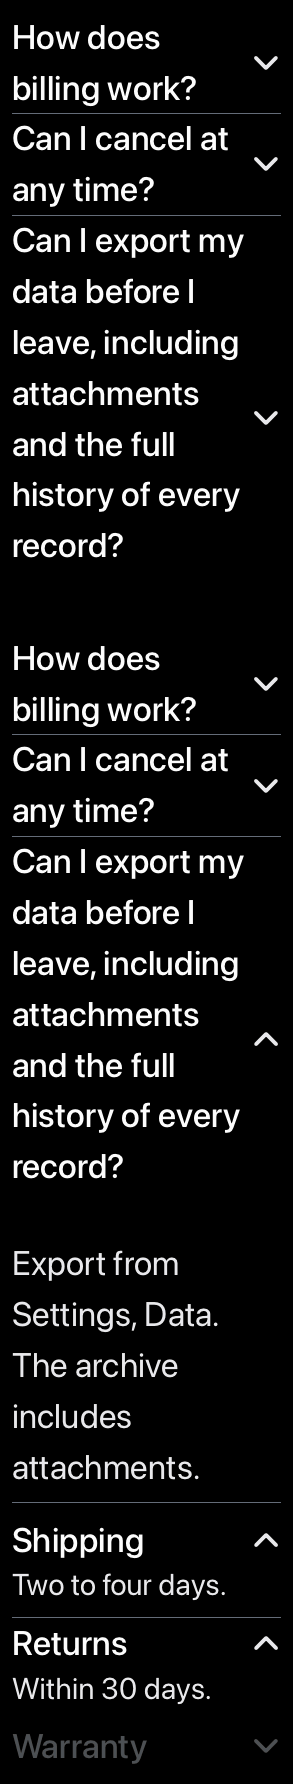 How does
billing work?
Can I cancel at
any time?
Can I export my
data before I
leave, including
attachments
and the full
history of every
record?
How does
billing work?
Can I cancel at
any time?
Can I export my
data before I
leave, including
attachments
and the full
history of every
record?
Export from
Settings, Data.
The archive
includes
attachments.
Shipping
Two to four days.
Returns
Within 30 days.
Warranty